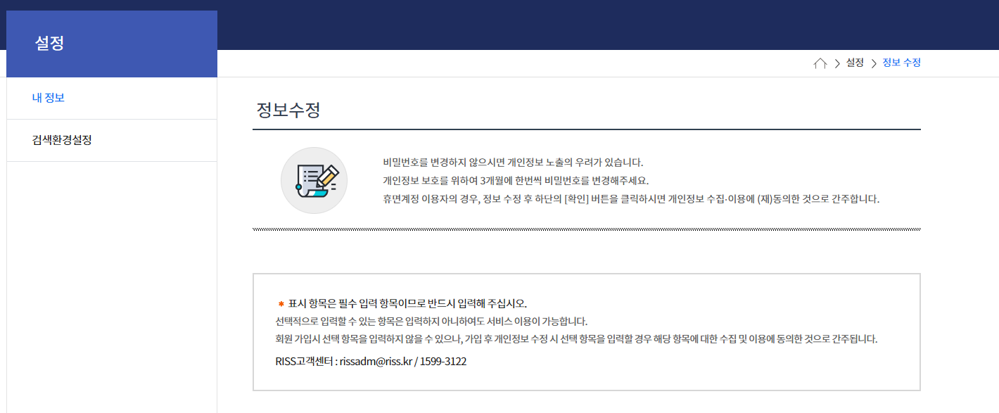 설정
설정 정보 수정
내 정보
검색환경설정
정보수정
비밀번호를 변경하지 않으시면 개인정보 노출의 우려가 있습니다.
개인정보 보호를 위하여 3개월에 한번씩 비밀번호를 변경해주세요.
휴면계정 이용자의 경우, 정보 수정 후 하단의 [확인] 버튼을 클릭하시면 개인정보 수집·이용에 (재)동의한 것으로 간주합니다.
* 표시 항목은 필수 입력 항목이므로 반드시 입력해 주십시오.
선택적으로 입력할 수 있는 항목은 입력하지 아니하여도 서비스 이용이 가능합니다.
회원 가입시 선택 항목을 입력하지 않을 수 있으나, 가입 후 개인정보 수정 시 선택 항목을 입력할 경우 해당 항목에 대한 수집 및 이용에 동의한 것으로 간주됩니다.
RISS고객센터 : rissadm@riss.kr / 1599-3122